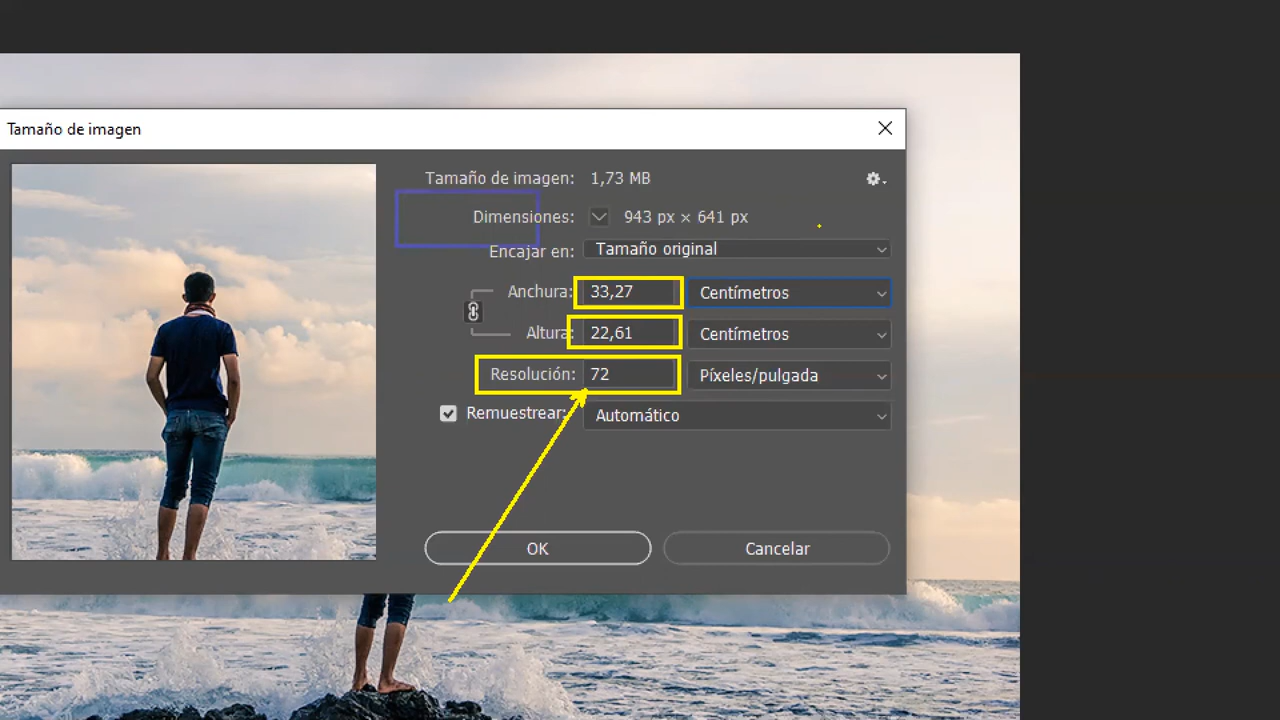 Tamaño de imagen
Tamaño de imagen: 1,73 MB
Dimensiones: 943 px × 641 px
Encajar en: Tamaño original
Anchura: 33,27 Centímetros
Altura: 22,61 Centímetros
Resolución: 72 Píxeles/pulgada
Remuestrear: Automático
OK Cancelar